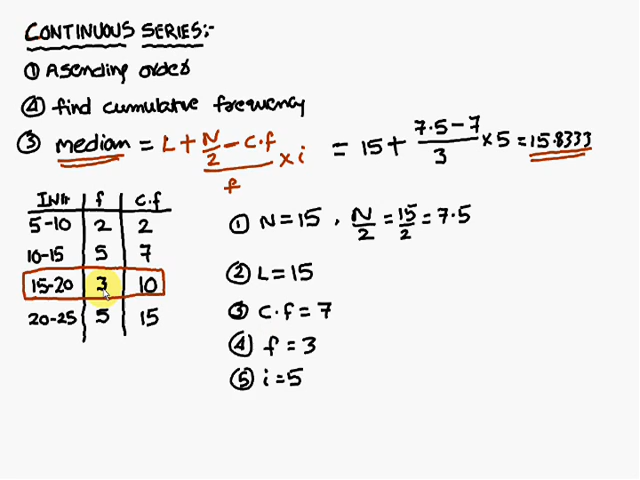 CONTINUOUS SERIES:-
① Asending order
② find cumulative frequency
③ median = L + N/2 - c.f / f × i = 15 + 7.5 - 7 / 3 × 5 = 15.8333
INtr f c.f
5-10 2 2
10-15 5 7
15-20 3 10
20-25 5 15
① N = 15 , N/2 = 15/2 = 7.5
② L = 15
③ c.f = 7
④ f = 3
⑤ i = 5